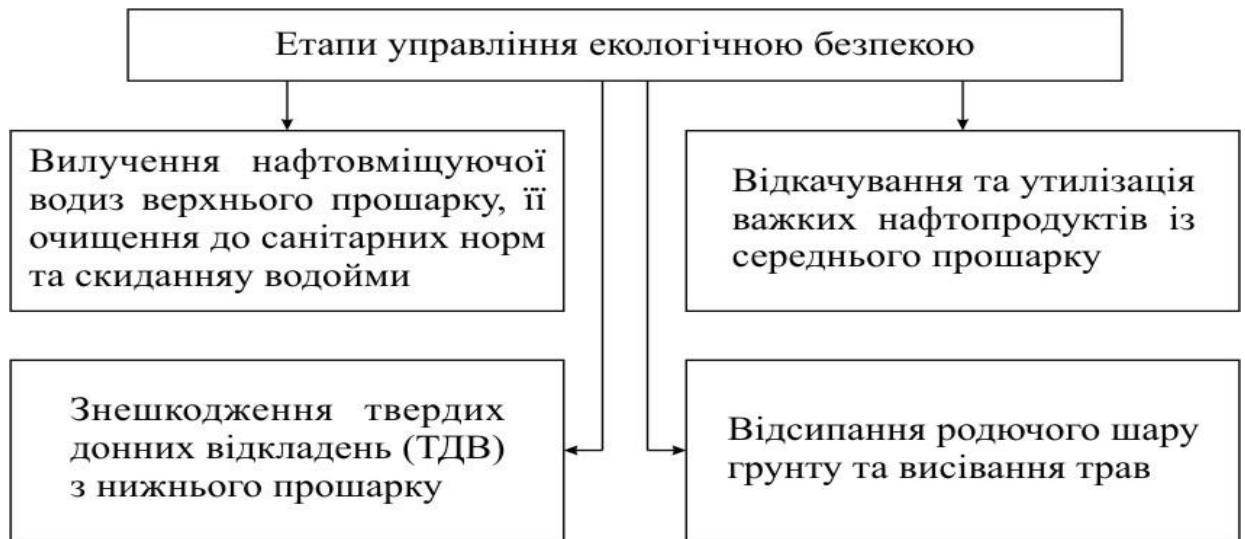 Етапи управління екологічною безпекою
Вилучення нафтовміщуючої
водиз верхнього прошарку, її
очищення до санітарних норм
та скиданняу водойми
Відкачування та утилізація
важких нафтопродуктів із
середнього прошарку
Знешкодження твердих
донних відкладень (ТДВ)
з нижнього прошарку
Відсипання родючого шару
грунту та висівання трав